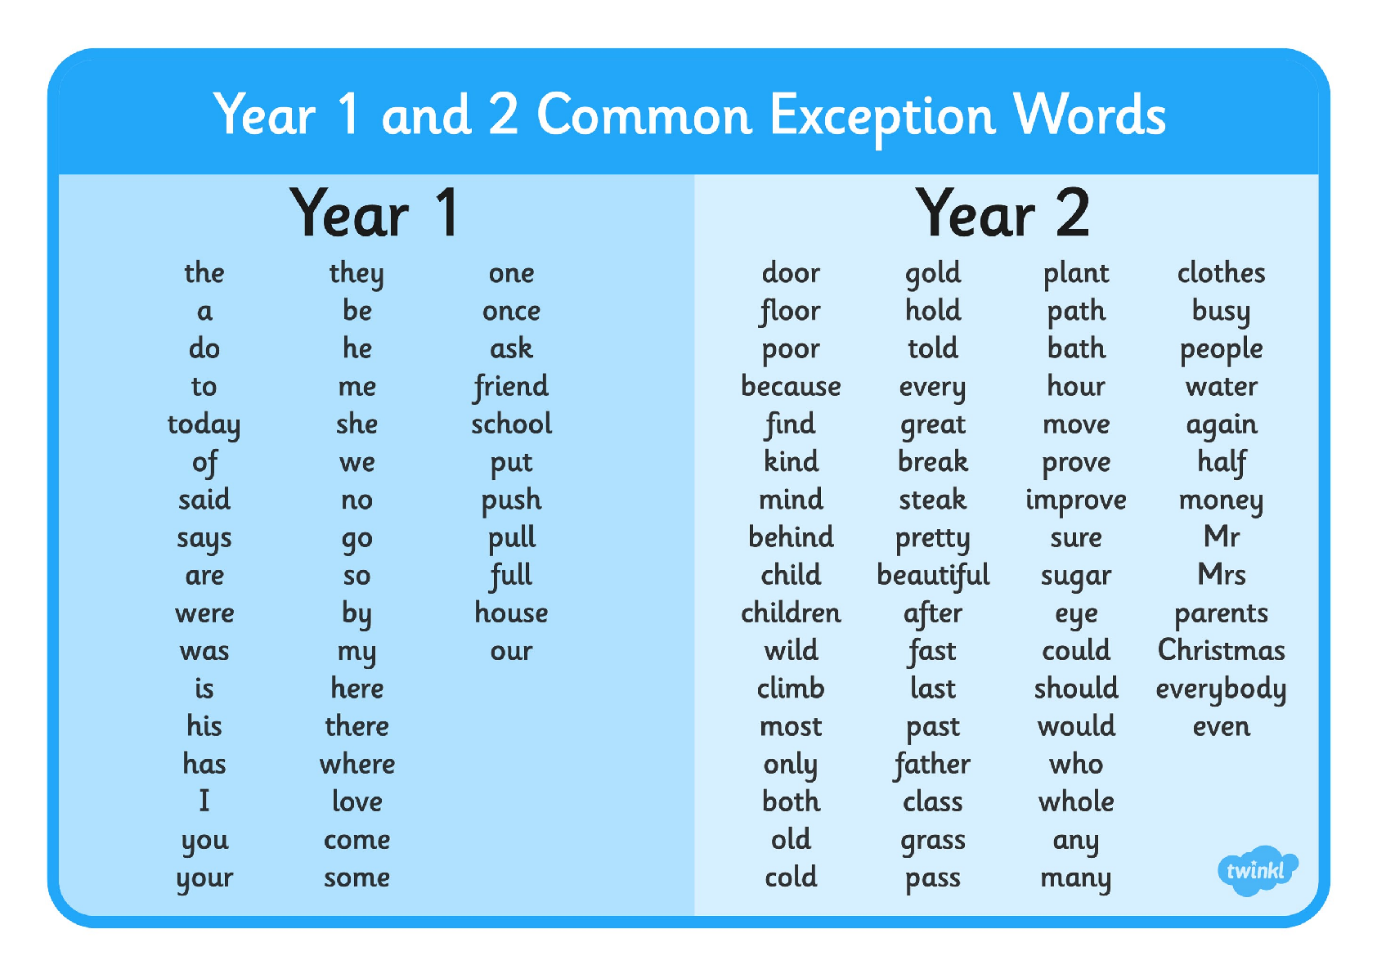 Year 1 and 2 Common Exception Words
Year 1
the they one
a be once
do he ask
to me friend
today she school
of we put
said no push
says go pull
are so full
were by house
was my our
is here
his there
has where
I love
you come
your some
Year 2
door gold plant clothes
floor hold path busy
poor told bath people
because every hour water
find great move again
kind break prove half
mind steak improve money
behind pretty sure Mr
child beautiful sugar Mrs
children after eye parents
wild fast could Christmas
climb last should everybody
most past would even
only father who
both class whole
old grass any
cold pass many
twinkl